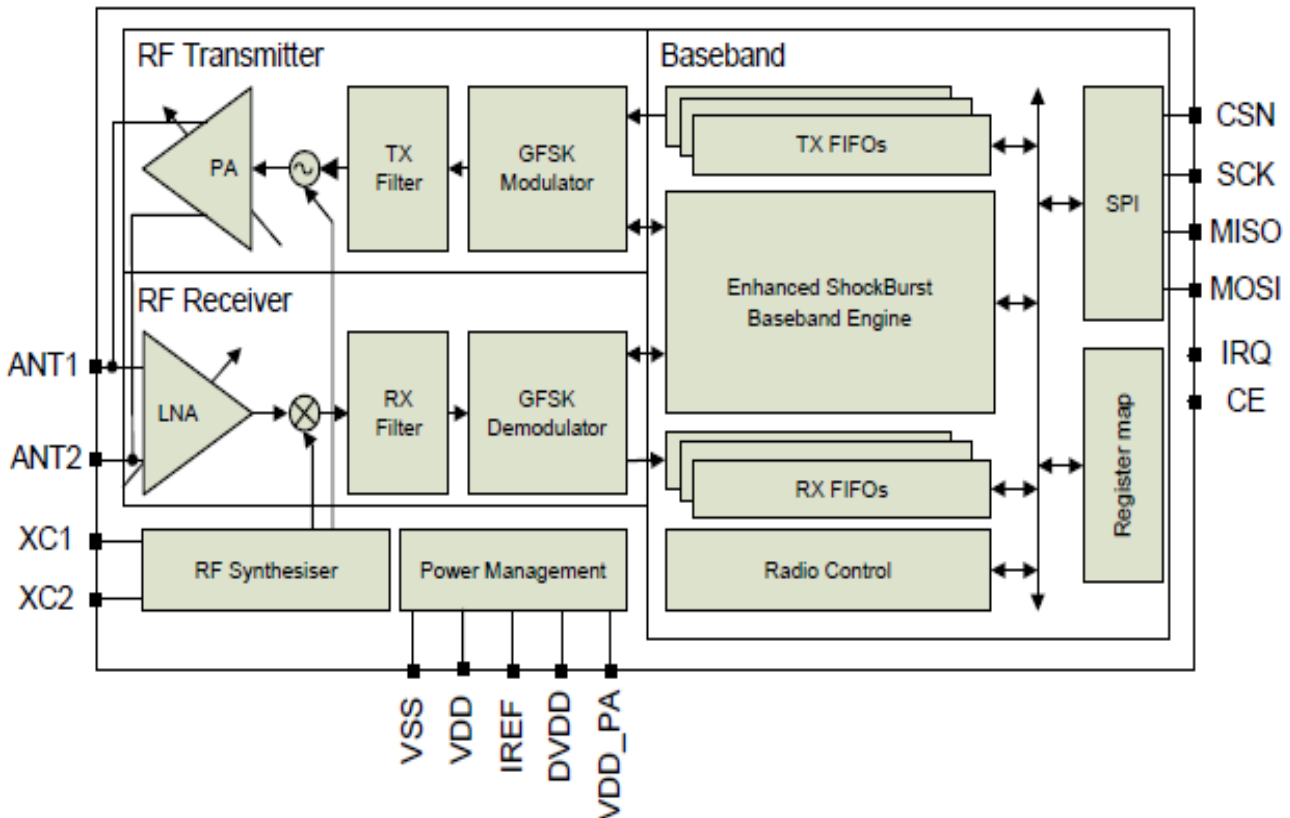 RF Transmitter
Baseband
PA
TX
Filter
GFSK
Modulator
TX FIFOs
SPI
CSN
SCK
MISO
MOSI
Enhanced ShockBurst
Baseband Engine
RF Receiver
ANT1
ANT2
LNA
RX
Filter
GFSK
Demodulator
RX FIFOs
Register map
IRQ
CE
XC1
XC2
RF Synthesiser
Power Management
Radio Control
VSS
VDD
IREF
DVDD
VDD_PA